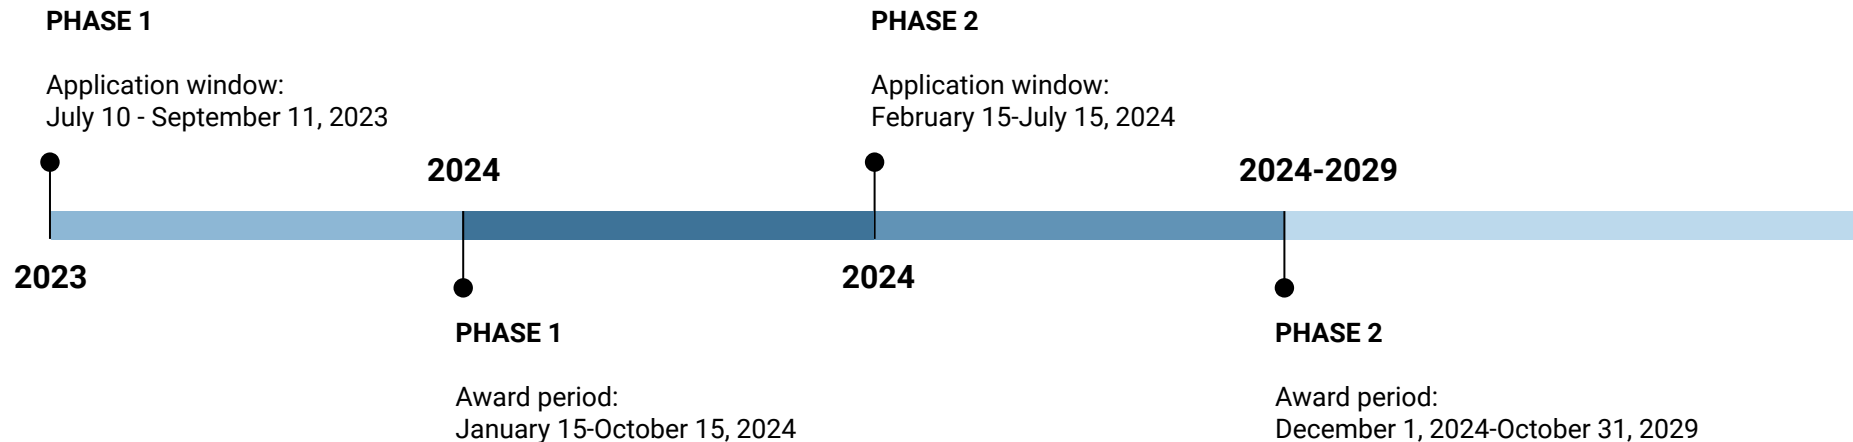 PHASE 1
Application window:
July 10 - September 11, 2023
PHASE 2
Application window:
February 15-July 15, 2024
2024
2024-2029
2023
2024
PHASE 1
Award period:
January 15-October 15, 2024
PHASE 2
Award period:
December 1, 2024-October 31, 2029